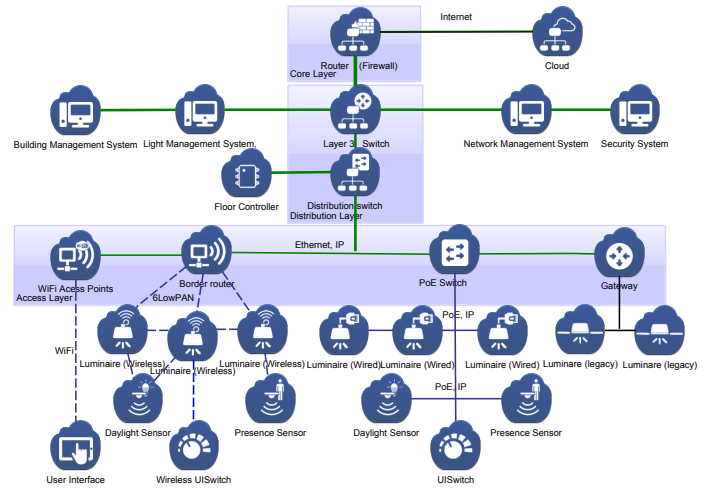 Internet
Router (Firewall)
Core Layer
Cloud
Building Management System
Light Management System,
Layer 3 Switch
Network Management System
Security System
Floor Controller
Distribution switch
Distribution Layer
Ethernet, IP
WiFi Acess Points
Access Layer
Border router
6LowPAN
PoE Switch
Gateway
WiFi
PoE, IP
Luminaire (Wireless)
Luminaire (Wireless)
Luminaire (Wireless)
Luminaire (Wired)
Luminaire (Wired)
Luminaire (Wired)
Luminare (legacy)
Luminare (legacy)
PoE, IP
Daylight Sensor
Presence Sensor
Daylight Sensor
Presence Sensor
User Interface
Wireless UISwitch
UISwitch